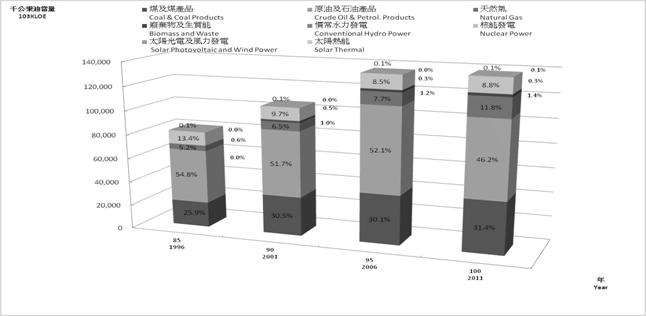 千公秉油當量
103KLOE
煤及煤產品
Coal & Coal Products
原油及石油產品
Crude Oil & Petrol. Products
天然氣
Natural Gas
廢棄物及生質能
Biomass and Waste
慣常水力發電
Conventional Hydro Power
核能發電
Nuclear Power
太陽光電及風力發電
Solar Photovoltaic and Wind Power
太陽熱能
Solar Thermal
140,000
120,000
100,000
80,000
60,000
40,000
20,000
0
0.1%
13.4%
5.2%
54.8%
25.9%
0.0%
0.6%
0.0%
0.1%
9.7%
6.5%
51.7%
30.5%
0.0%
0.5%
1.0%
0.1%
8.5%
7.7%
52.1%
30.1%
0.0%
0.3%
1.2%
0.1%
8.8%
11.8%
46.2%
31.4%
0.1%
0.3%
1.4%
85
1996
90
2001
95
2006
100
2011
年
Year